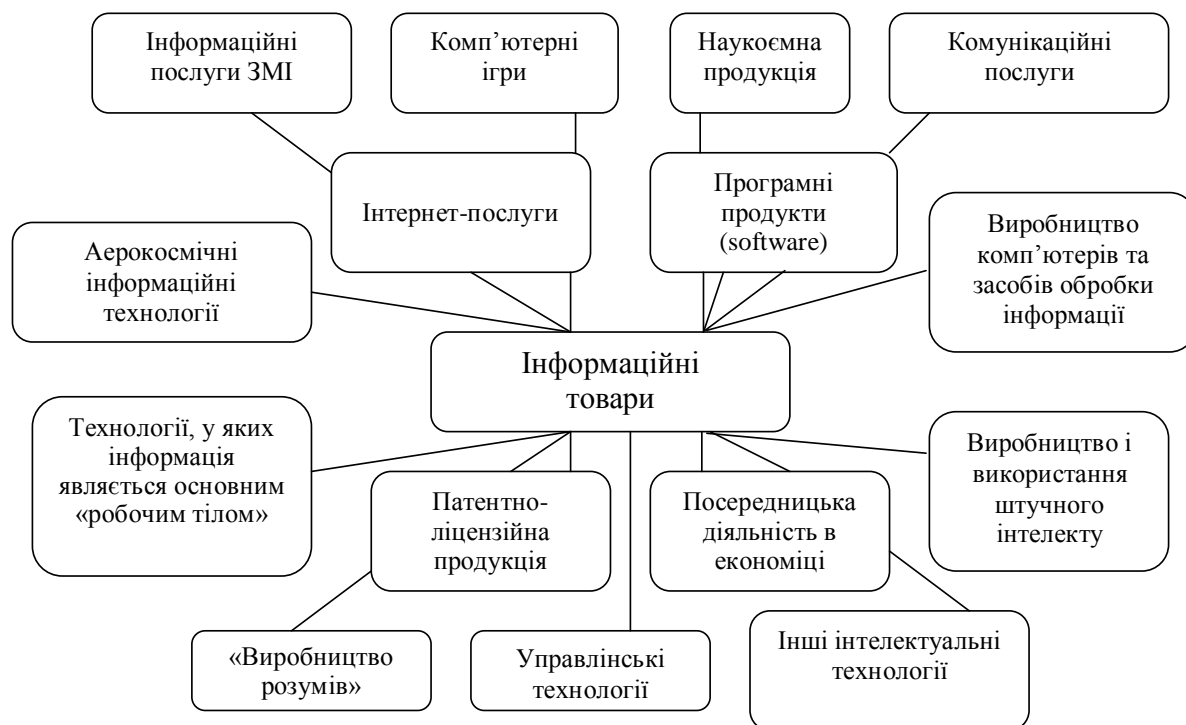 Інформаційні
послуги ЗМІ
Комп’ютерні
ігри
Наукоємна
продукція
Комунікаційні
послуги
Інтернет-послуги
Програмні
продукти
(software)
Аерокосмічні
інформаційні
технології
Виробництво
комп’ютерів та
засобів обробки
інформації
Інформаційні
товари
Технології, у яких
інформація
являється основним
«робочим тілом»
Патентно-
ліцензійна
продукція
Посередницька
діяльність в
економіці
Виробництво і
використання
штучного
інтелекту
«Виробництво
розумів»
Управлінські
технології
Інші інтелектуальні
технології